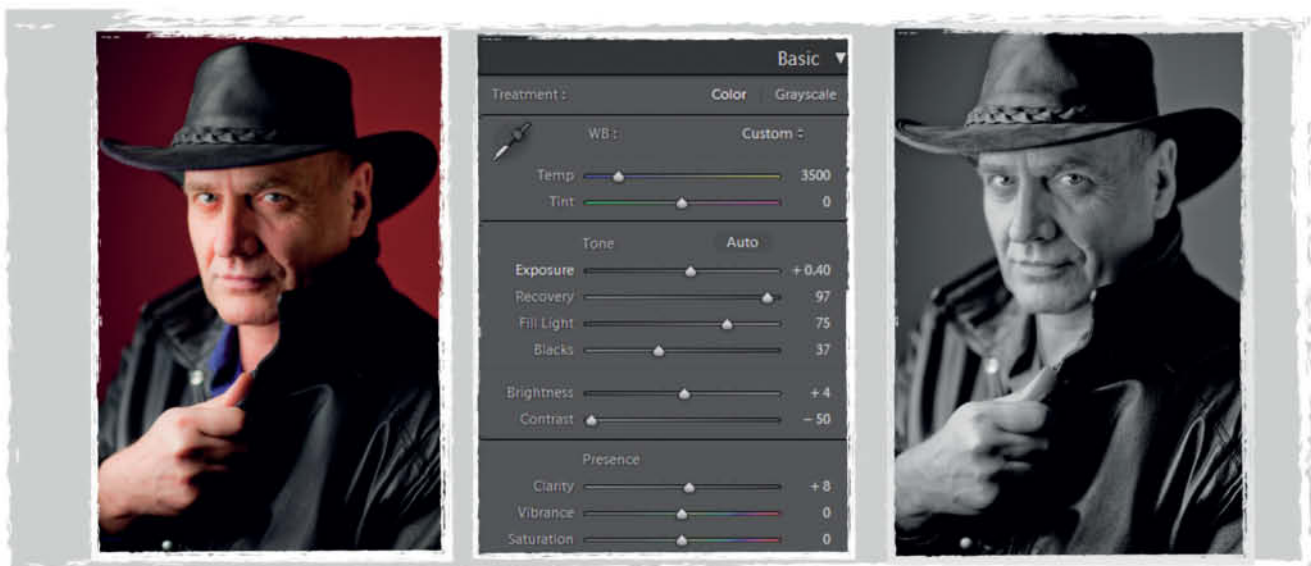 Basic
Treatment : Color Grayscale
WB : Custom
Temp 3500
Tint 0
Tone Auto
Exposure + 0.40
Recovery 97
Fill Light 75
Blacks 37
Brightness + 4
Contrast – 50
Presence
Clarity + 8
Vibrance 0
Saturation 0